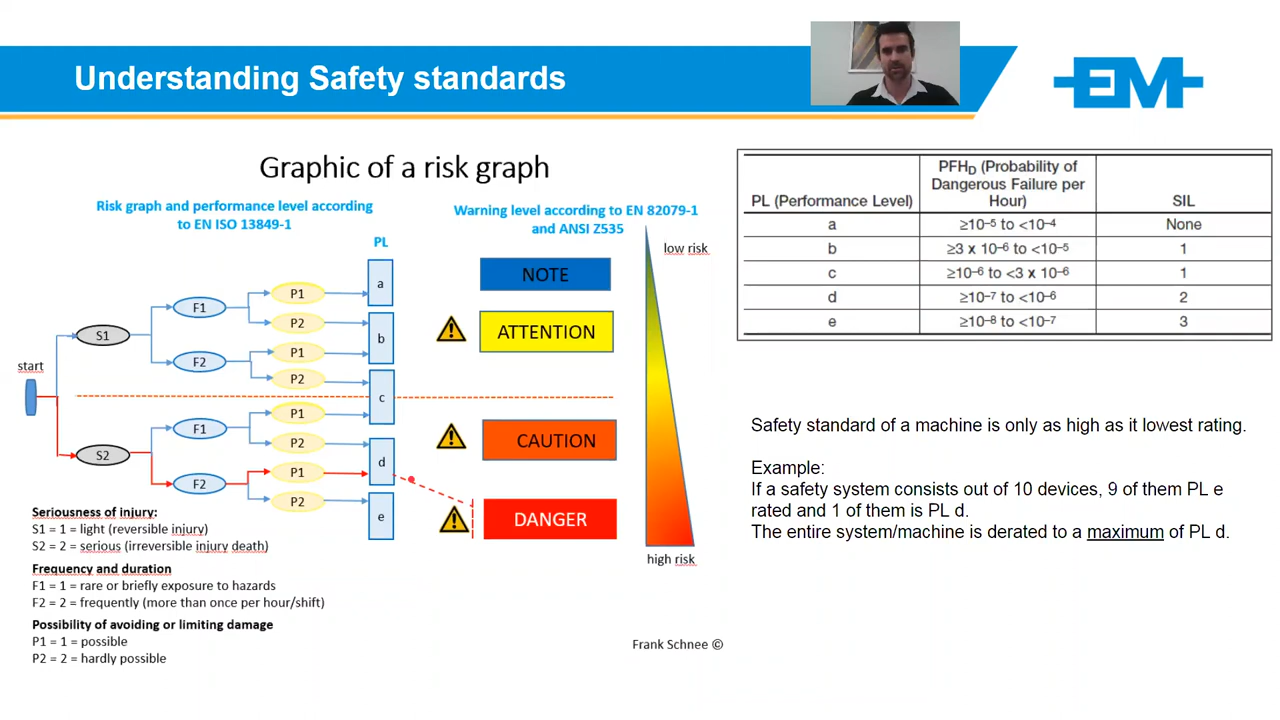 Understanding Safety standards
EM
Graphic of a risk graph
Risk graph and performance level according
to EN ISO 13849-1
PL
Warning level according to EN 82079-1
and ANSI Z535
low risk
start
S1
S2
F1
F2
F1
F2
P1
P2
P1
P2
P1
P2
P1
P2
a
b
c
d
e
NOTE
ATTENTION
CAUTION
DANGER
high risk
Seriousness of injury:
S1 = 1 = light (reversible injury)
S2 = 2 = serious (irreversible injury death)
Frequency and duration
F1 = 1 = rare or briefly exposure to hazards
F2 = 2 = frequently (more than once per hour/shift)
Possibility of avoiding or limiting damage
P1 = 1 = possible
P2 = 2 = hardly possible
Frank Schnee ©
PL (Performance Level) PFHD (Probability of Dangerous Failure per Hour) SIL
a ≥10–5 to <10–4 None
b ≥3 x 10–6 to <10–5 1
c ≥10–6 to <3 x 10–6 1
d ≥10–7 to <10–6 2
e ≥10–8 to <10–7 3
Safety standard of a machine is only as high as it lowest rating.
Example:
If a safety system consists out of 10 devices, 9 of them PL e
rated and 1 of them is PL d.
The entire system/machine is derated to a maximum of PL d.